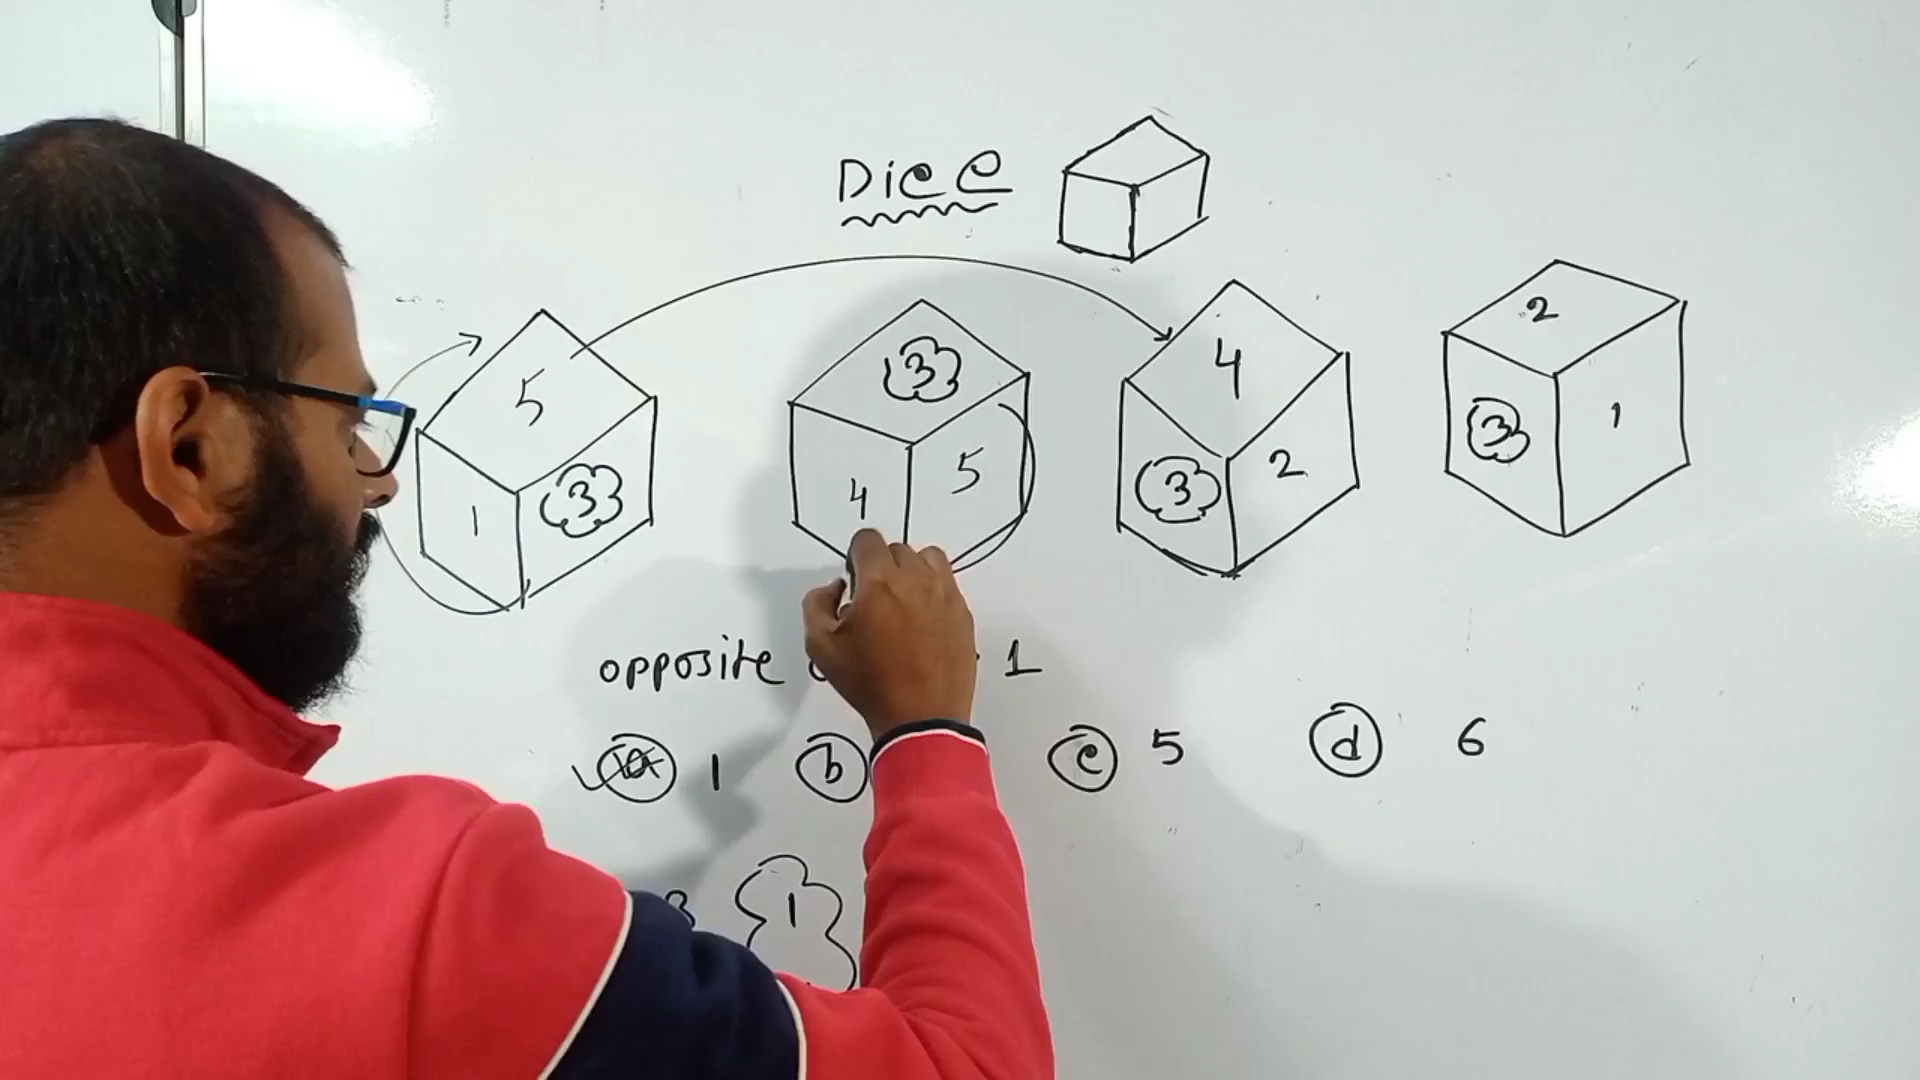 Dice
5 1 3
3 4 5
4 3 2
2 3 1
opposite 1
a 1 b c 5 d 6
1